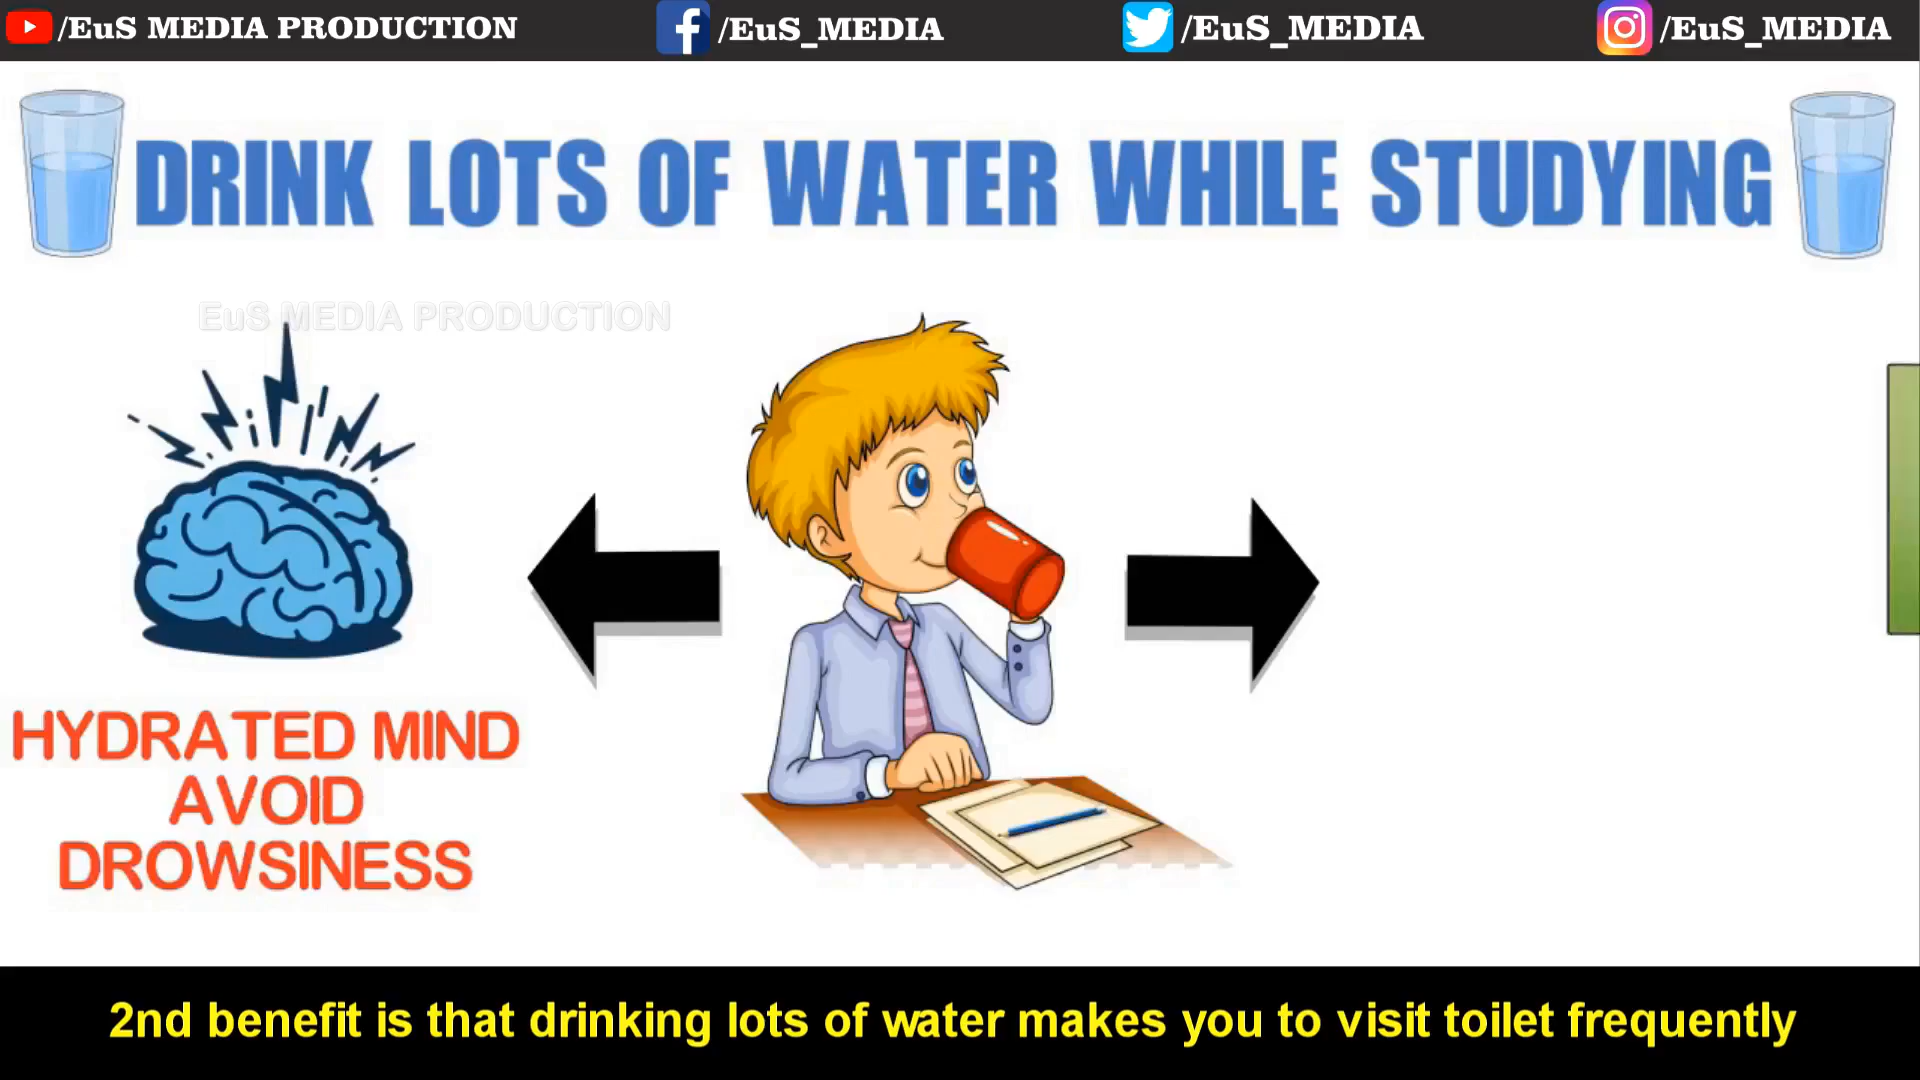 /EuS MEDIA PRODUCTION
/EuS_MEDIA
/EuS_MEDIA
/EuS_MEDIA
DRINK LOTS OF WATER WHILE STUDYING
EuS MEDIA PRODUCTION
HYDRATED MIND
AVOID
DROWSINESS
2nd benefit is that drinking lots of water makes you to visit toilet frequently